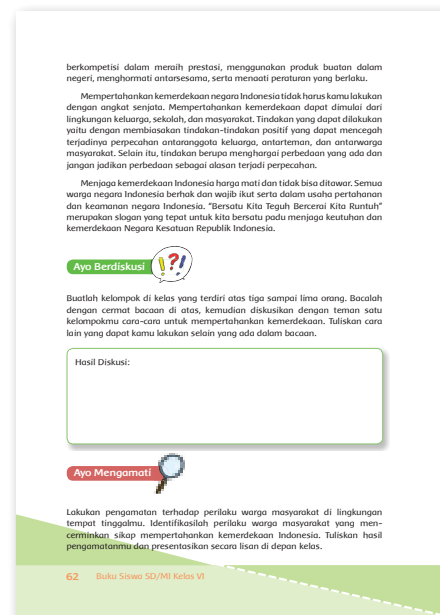 berkompetisi dalam meraih prestasi, menggunakan produk buatan dalam
negeri, menghormati antarsesama, serta menaati peraturan yang berlaku.
Mempertahankan kemerdekaan negara Indonesia tidak harus kamu lakukan
dengan angkat senjata. Mempertahankan kemerdekaan dapat dimulai dari
lingkungan keluarga, sekolah, dan masyarakat. Tindakan yang dapat dilakukan
yaitu dengan membiasakan tindakan-tindakan positif yang dapat mencegah
terjadinya perpecahan antaranggota keluarga, antarteman, dan antarwarga
masyarakat. Selain itu, tindakan berupa menghargai perbedaan yang ada dan
jangan jadikan perbedaan sebagai alasan terjadi perpecahan.
Menjaga kemerdekaan Indonesia harga mati dan tidak bisa ditawar. Semua
warga negara Indonesia berhak dan wajib ikut serta dalam usaha pertahanan
dan keamanan negara Indonesia. “Bersatu Kita Teguh Bercerai Kita Runtuh”
merupakan slogan yang tepat untuk kita bersatu padu menjaga keutuhan dan
kemerdekaan Negara Kesatuan Republik Indonesia.
Ayo Berdiskusi
!?!
Buatlah kelompok di kelas yang terdiri atas tiga sampai lima orang. Bacalah
dengan cermat bacaan di atas, kemudian diskusikan dengan teman satu
kelompokmu cara-cara untuk mempertahankan kemerdekaan. Tuliskan cara
lain yang dapat kamu lakukan selain yang ada dalam bacaan.
Hasil Diskusi:
Ayo Mengamati
Lakukan pengamatan terhadap perilaku warga masyarakat di lingkungan
tempat tinggalmu. Identifikasilah perilaku warga masyarakat yang men-
cerminkan sikap mempertahankan kemerdekaan Indonesia. Tuliskan hasil
pengamatanmu dan presentasikan secara lisan di depan kelas.
62 Buku Siswa SD/MI Kelas VI